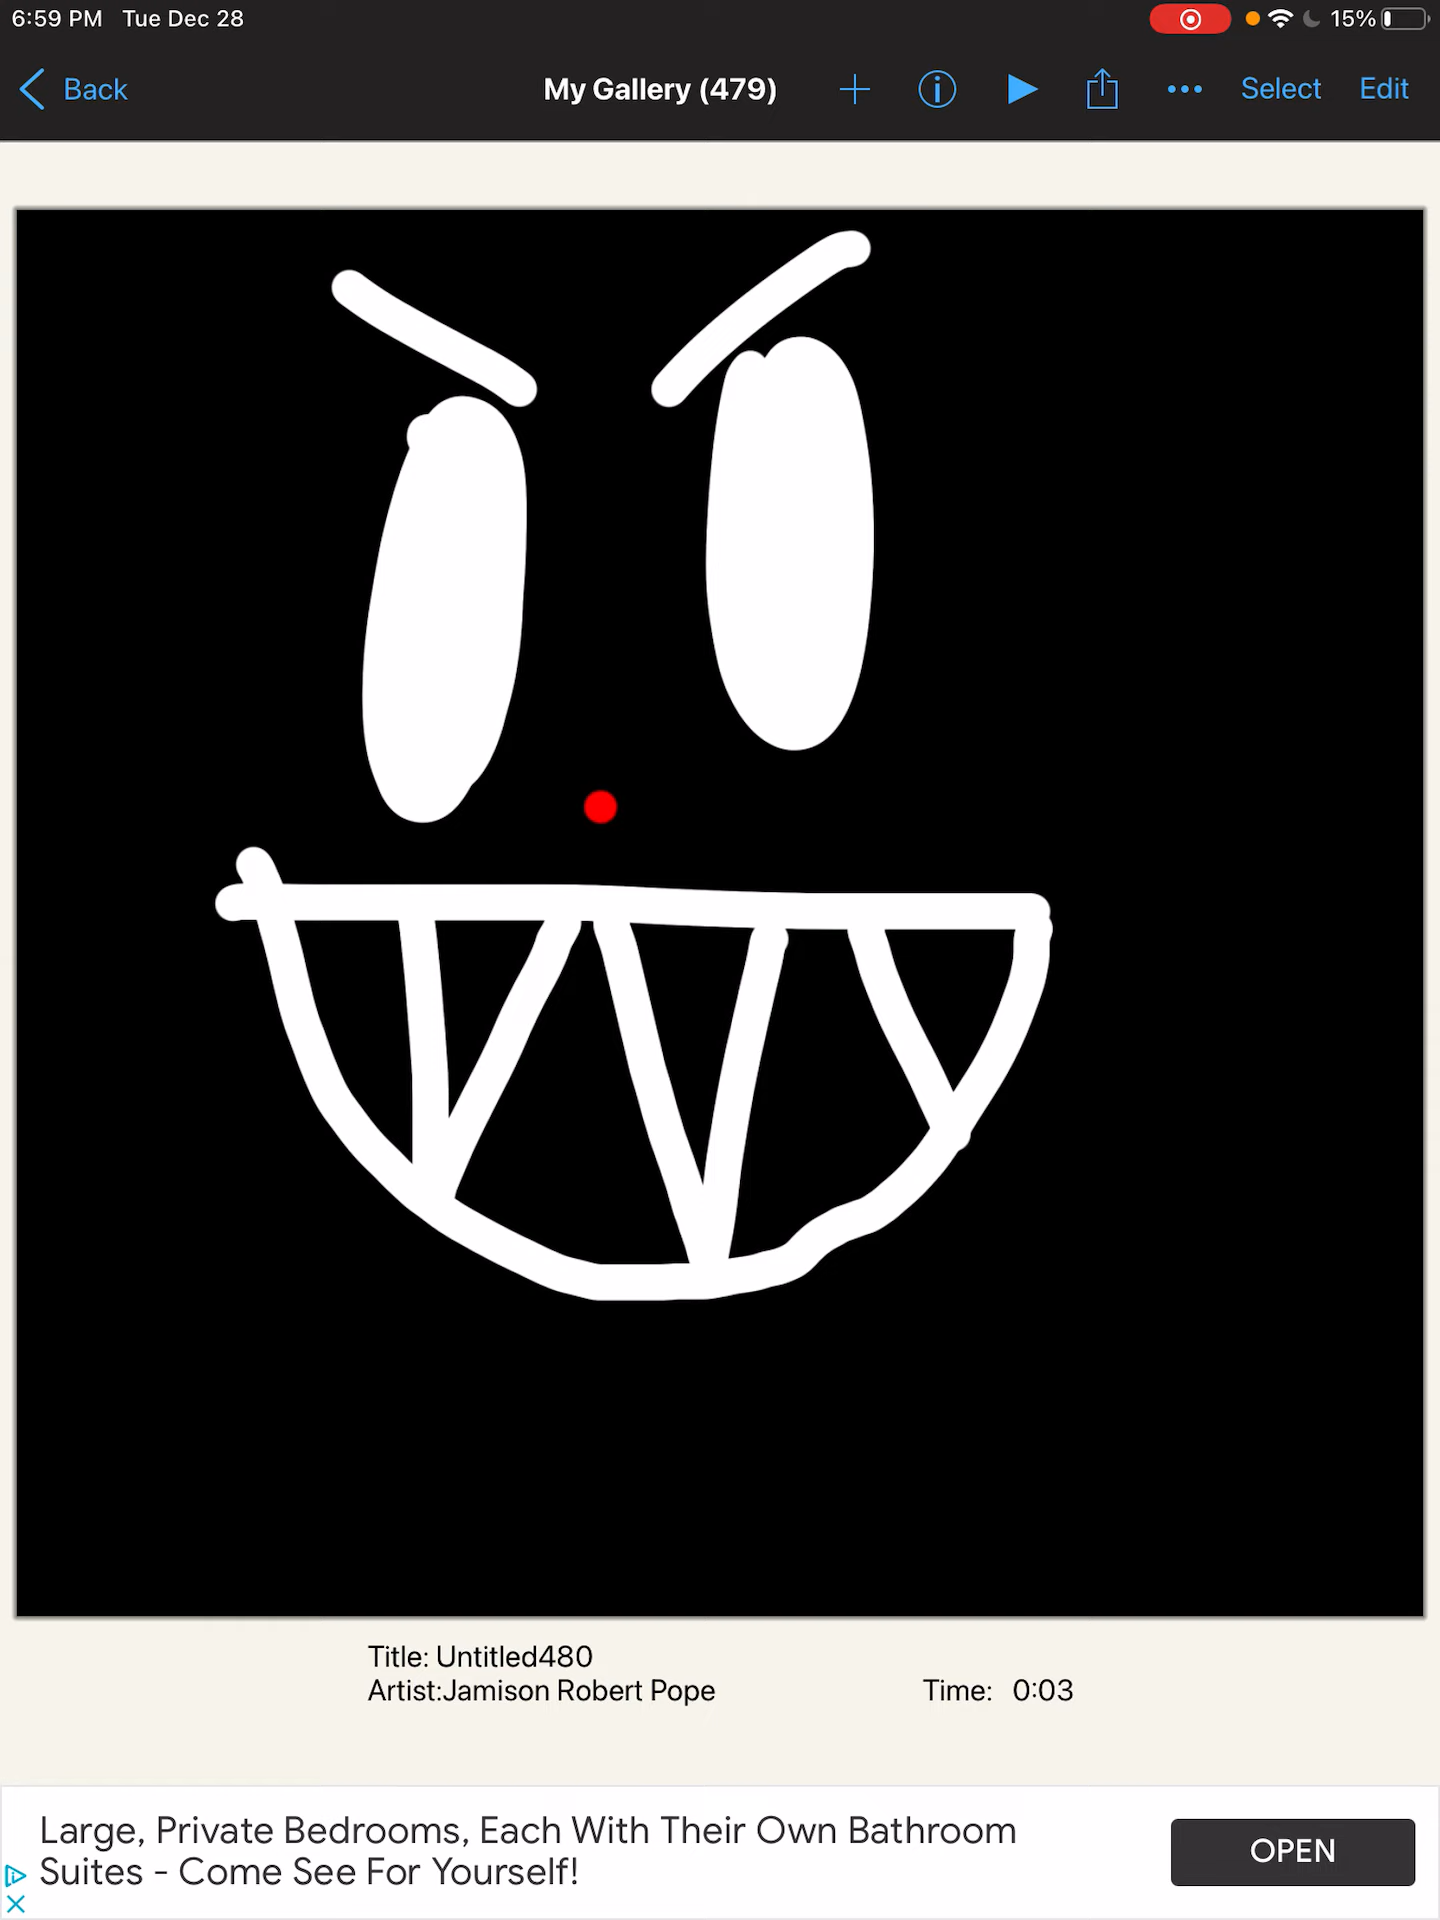 6:59 PM Tue Dec 28 15%
Back My Gallery (479) Select Edit
Title: Untitled480
Artist:Jamison Robert Pope Time: 0:03
Large, Private Bedrooms, Each With Their Own Bathroom
Suites - Come See For Yourself!
OPEN